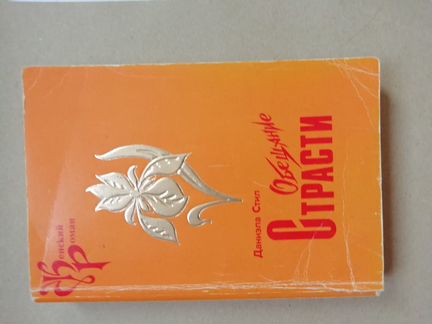 Женский
Роман
Даниэла Стил
Обещание
Страсти